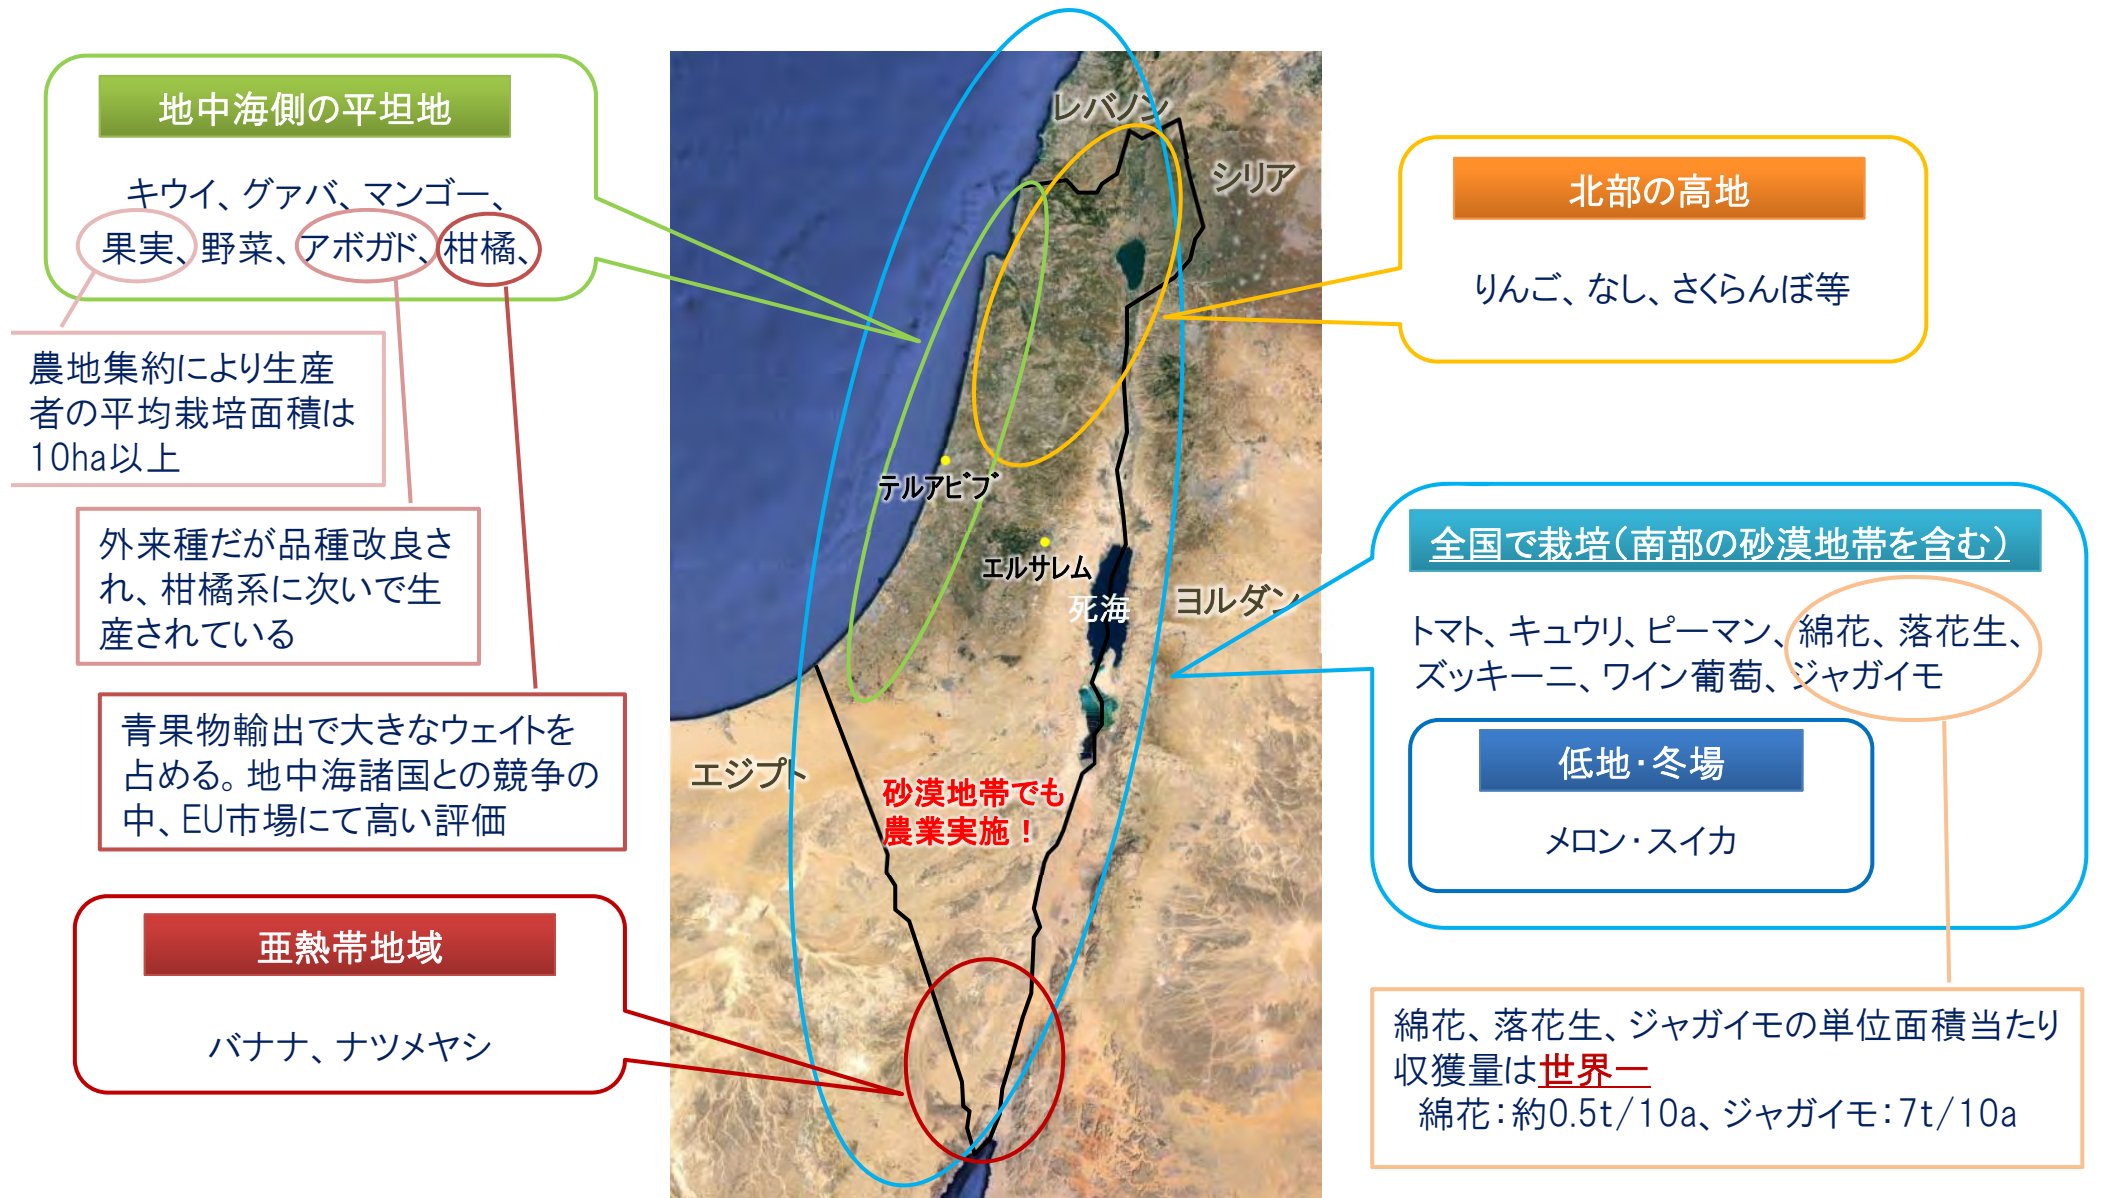 地中海側の平坦地
キウイ、グァバ、マンゴー、
果実、野菜、アボガド、柑橘、
農地集約により生産
者の平均栽培面積は
10ha以上
外来種だが品種改良さ
れ、柑橘系に次いで生
産されている
青果物輸出で大きなウェイトを
占める。地中海諸国との競争の
中、EU市場にて高い評価
亜熱帯地域
バナナ、ナツメヤシ
レバノン
シリア
テルアビブ
エルサレム
死海
ヨルダン
エジプト
砂漠地帯でも
農業実施!
北部の高地
りんご、なし、さくらんぼ等
全国で栽培(南部の砂漠地帯を含む)
トマト、キュウリ、ピーマン、綿花、落花生、
ズッキーニ、ワイン葡萄、ジャガイモ
低地・冬場
メロン・スイカ
綿花、落花生、ジャガイモの単位面積当たり
収獲量は世界一
綿花:約0.5t/10a、ジャガイモ:7t/10a